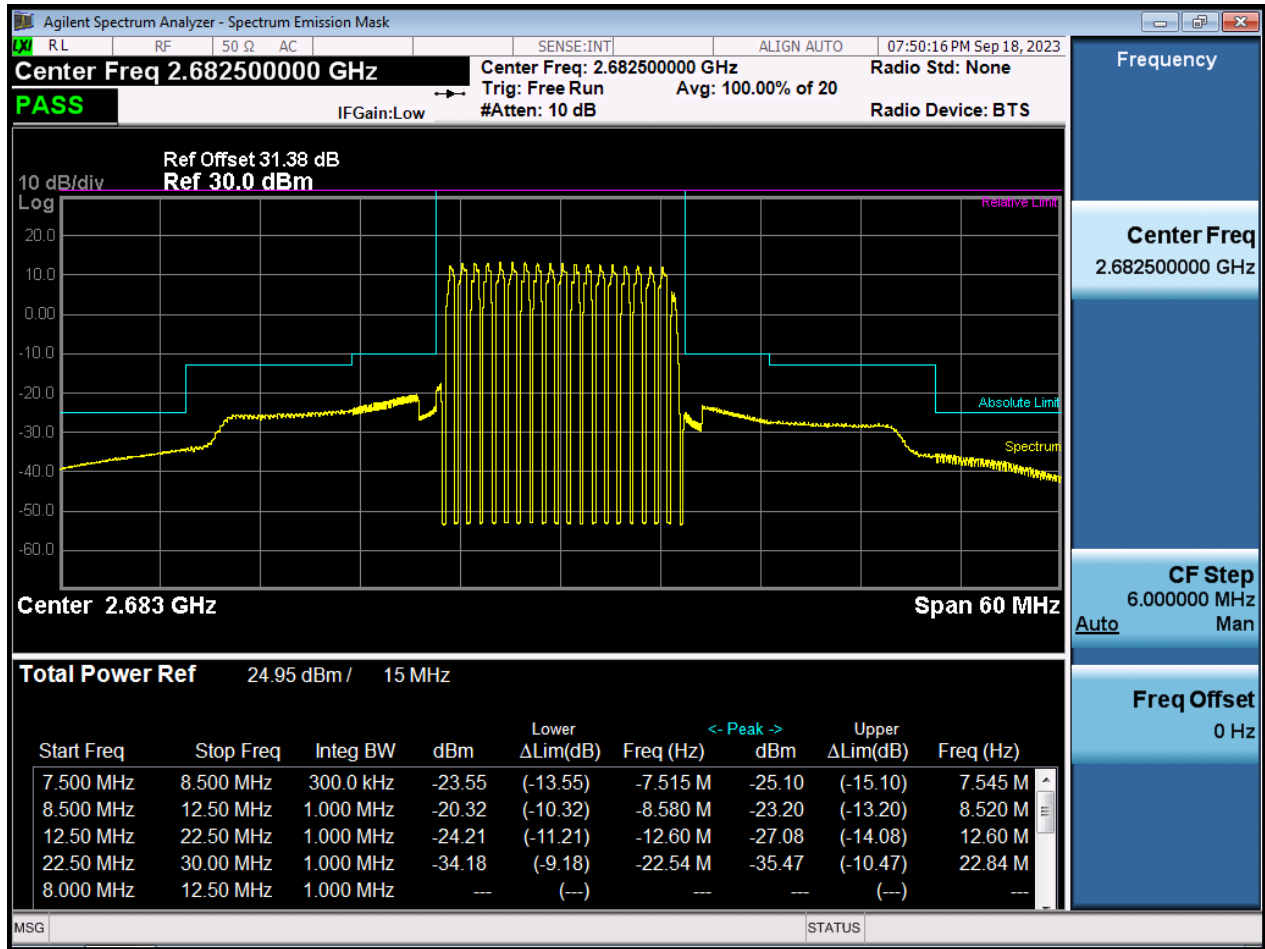 Agilent Spectrum Analyzer - Spectrum Emission Mask
LXI RL RF 50 Ω AC SENSE:INT ALIGN AUTO 07:50:16 PM Sep 18, 2023
Center Freq 2.682500000 GHz
Center Freq: 2.682500000 GHz
Radio Std: None
Trig: Free Run Avg: 100.00% of 20
PASS
IFGain:Low
#Atten: 10 dB
Radio Device: BTS
Ref Offset 31.38 dB
10 dB/div Ref 30.0 dBm
Log
Relative Limit
20.0
10.0
0.00
-10.0
-20.0
Absolute Limit
-30.0
Spectrum
-40.0
-50.0
-60.0
Center 2.683 GHz Span 60 MHz
Total Power Ref 24.95 dBm / 15 MHz
Lower <- Peak -> Upper
Start Freq Stop Freq Integ BW dBm ΔLim(dB) Freq (Hz) dBm ΔLim(dB) Freq (Hz)
7.500 MHz 8.500 MHz 300.0 kHz -23.55 (-13.55) -7.515 M -25.10 (-15.10) 7.545 M
8.500 MHz 12.50 MHz 1.000 MHz -20.32 (-10.32) -8.580 M -23.20 (-13.20) 8.520 M
12.50 MHz 22.50 MHz 1.000 MHz -24.21 (-11.21) -12.60 M -27.08 (-14.08) 12.60 M
22.50 MHz 30.00 MHz 1.000 MHz -34.18 (-9.18) -22.54 M -35.47 (-10.47) 22.84 M
8.000 MHz 12.50 MHz 1.000 MHz --- (---) --- --- (---) ---
MSG STATUS
Frequency
Center Freq
2.682500000 GHz
CF Step
6.000000 MHz
Auto Man
Freq Offset
0 Hz